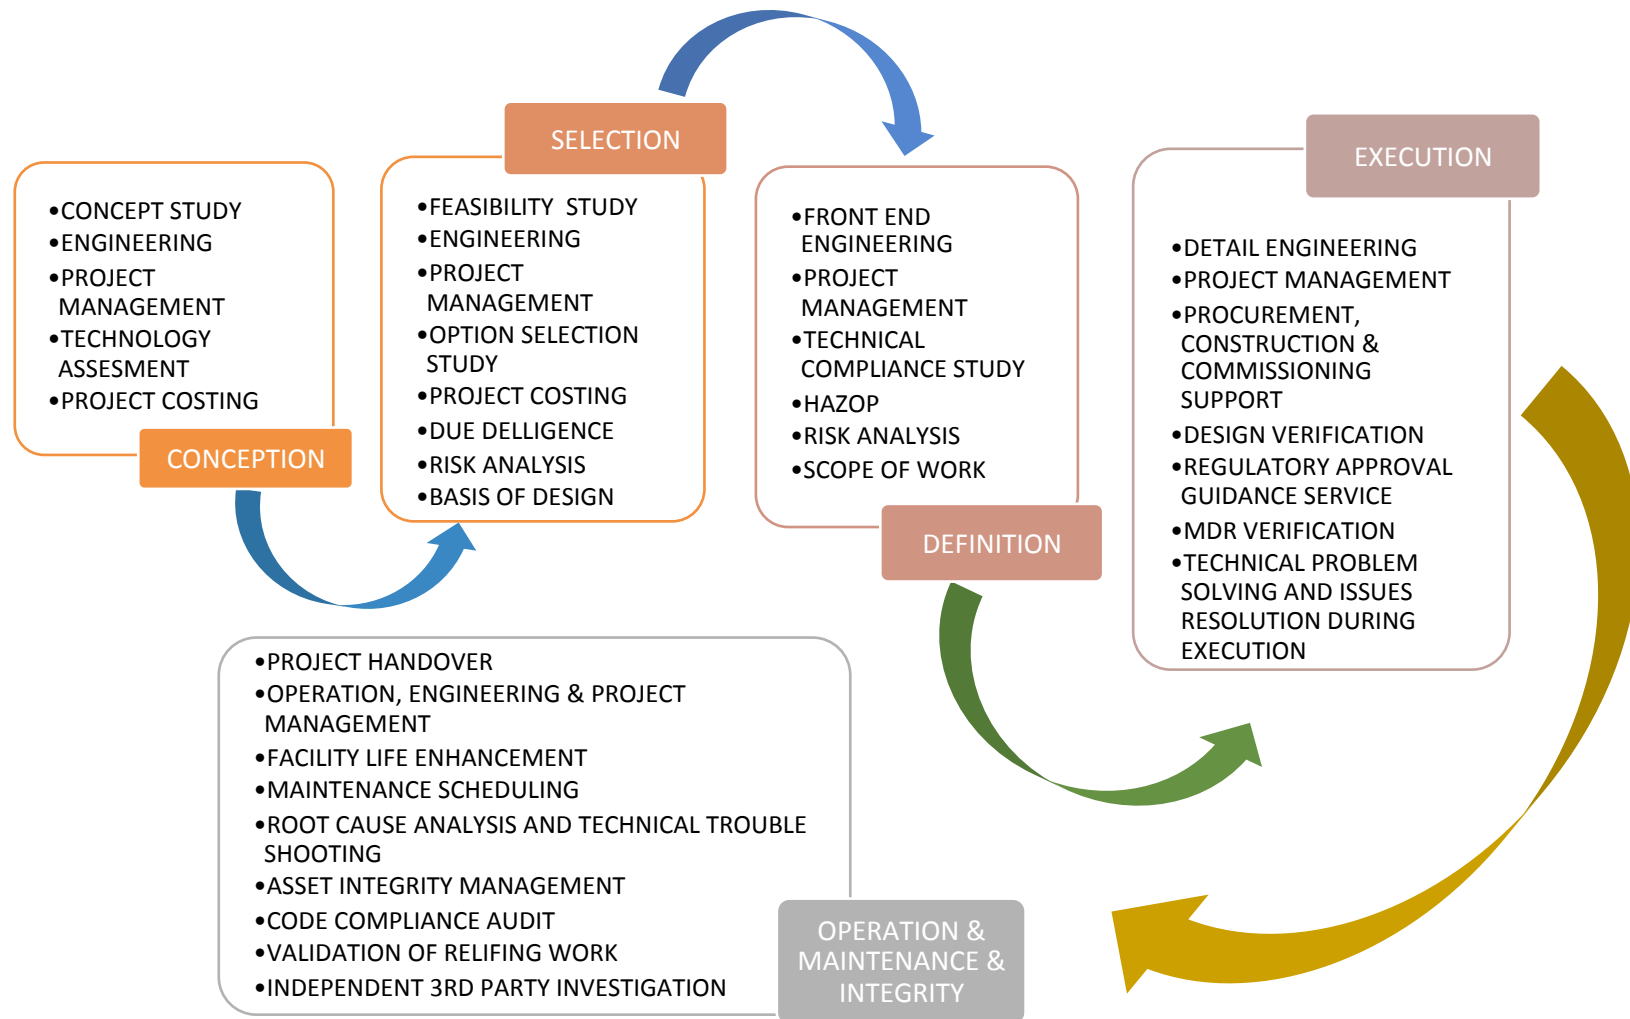 •CONCEPT STUDY
•ENGINEERING
•PROJECT
MANAGEMENT
•TECHNOLOGY
ASSESMENT
•PROJECT COSTING
CONCEPTION
SELECTION
•FEASIBILITY STUDY
•ENGINEERING
•PROJECT
MANAGEMENT
•OPTION SELECTION
STUDY
•PROJECT COSTING
•DUE DELLIGENCE
•RISK ANALYSIS
•BASIS OF DESIGN
•FRONT END
ENGINEERING
•PROJECT
MANAGEMENT
•TECHNICAL
COMPLIANCE STUDY
•HAZOP
•RISK ANALYSIS
•SCOPE OF WORK
DEFINITION
EXECUTION
•DETAIL ENGINEERING
•PROJECT MANAGEMENT
•PROCUREMENT,
CONSTRUCTION &
COMMISSIONING
SUPPORT
•DESIGN VERIFICATION
•REGULATORY APPROVAL
GUIDANCE SERVICE
•MDR VERIFICATION
•TECHNICAL PROBLEM
SOLVING AND ISSUES
RESOLUTION DURING
EXECUTION
•PROJECT HANDOVER
•OPERATION, ENGINEERING & PROJECT
MANAGEMENT
•FACILITY LIFE ENHANCEMENT
•MAINTENANCE SCHEDULING
•ROOT CAUSE ANALYSIS AND TECHNICAL TROUBLE
SHOOTING
•ASSET INTEGRITY MANAGEMENT
•CODE COMPLIANCE AUDIT
•VALIDATION OF RELIFING WORK
•INDEPENDENT 3RD PARTY INVESTIGATION
OPERATION &
MAINTENANCE &
INTEGRITY